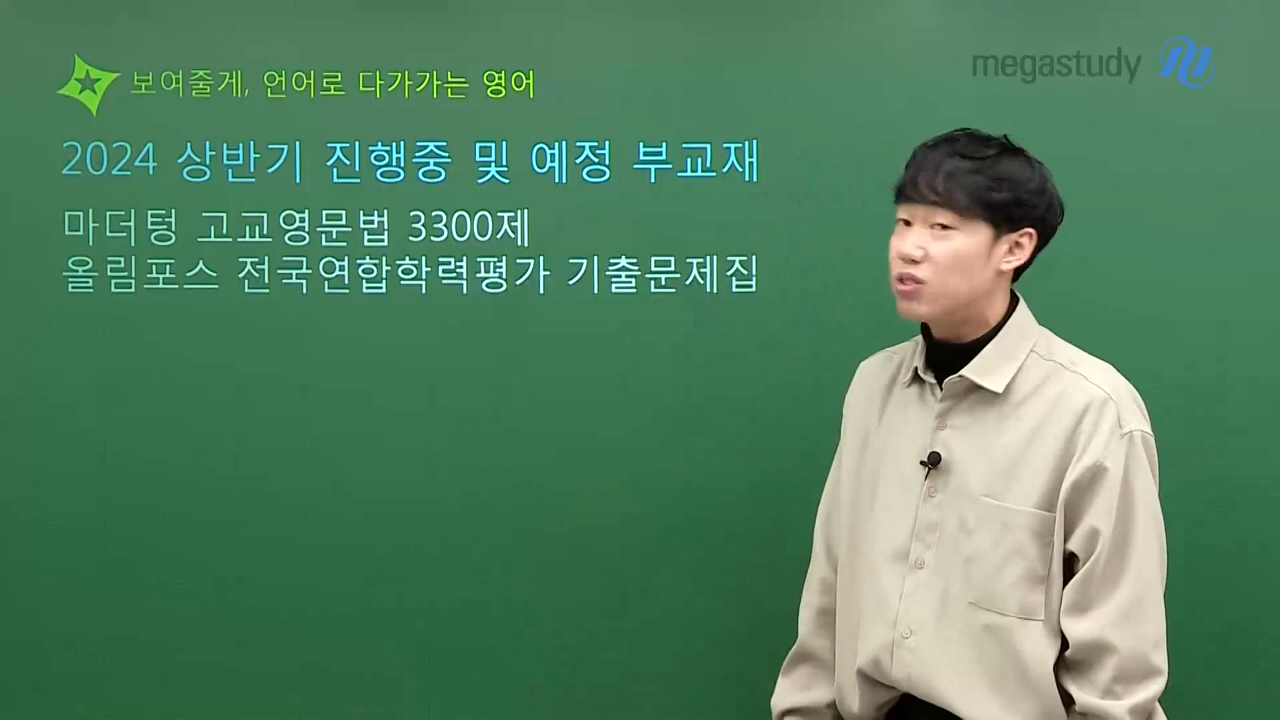 보여줄게, 언어로 다가가는 영어
megastudy
2024 상반기 진행중 및 예정 부교재
마더텅 고교영문법 3300제
올림포스 전국연합학력평가 기출문제집